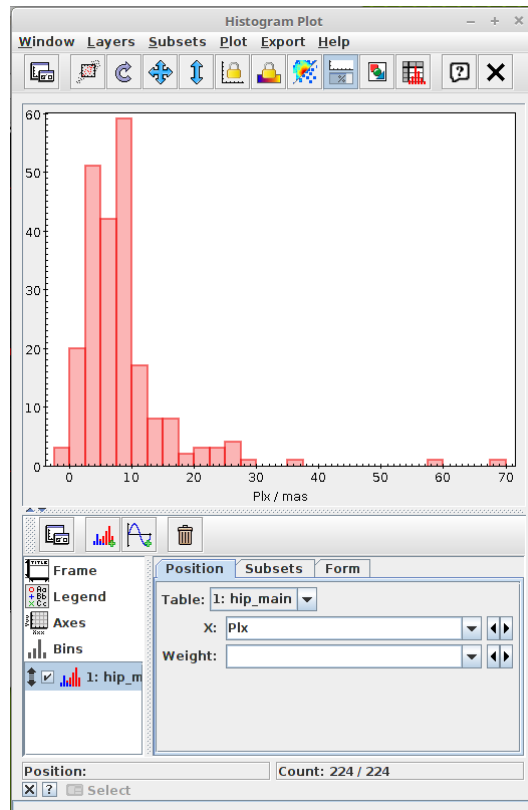 Histogram Plot
Window Layers Subsets Plot Export Help
60
50
40
30
20
10
0
0 10 20 30 40 50 60 70
Plx / mas
Frame
Legend
Axes
Bins
1: hip_m
Position Subsets Form
Table: 1: hip_main
X: Plx
Weight:
Position: Count: 224 / 224
Select